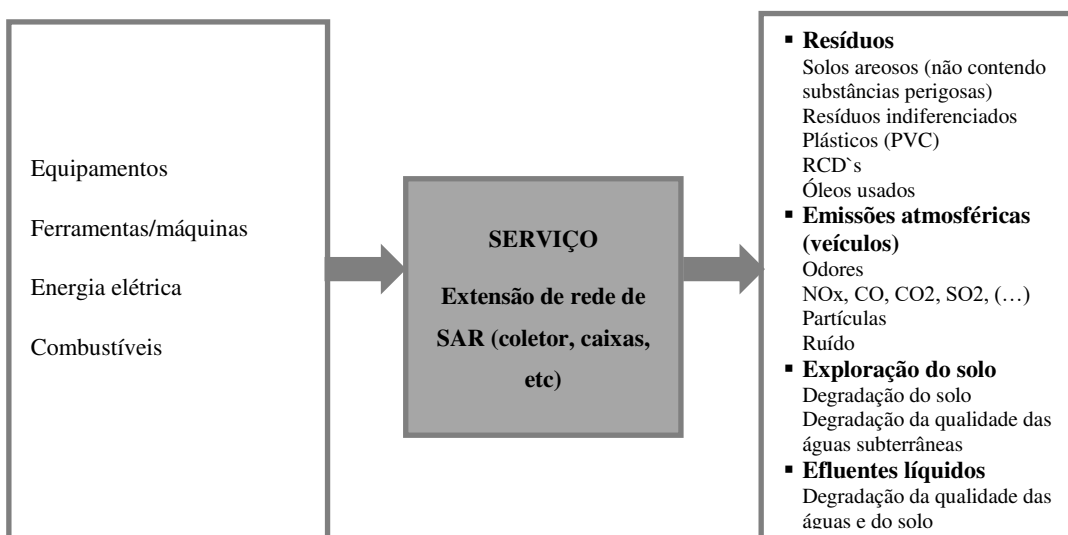 Equipamentos
Ferramentas/máquinas
Energia elétrica
Combustíveis
SERVIÇO
Extensão de rede de
SAR (coletor, caixas,
etc)
▪ Resíduos
Solos areosos (não contendo
substâncias perigosas)
Resíduos indiferenciados
Plásticos (PVC)
RCD`s
Óleos usados
▪ Emissões atmosféricas
(veículos)
Odores
NOx, CO, CO2, SO2, (…)
Partículas
Ruído
▪ Exploração do solo
Degradação do solo
Degradação da qualidade das
águas subterrâneas
▪ Efluentes líquidos
Degradação da qualidade das
águas e do solo